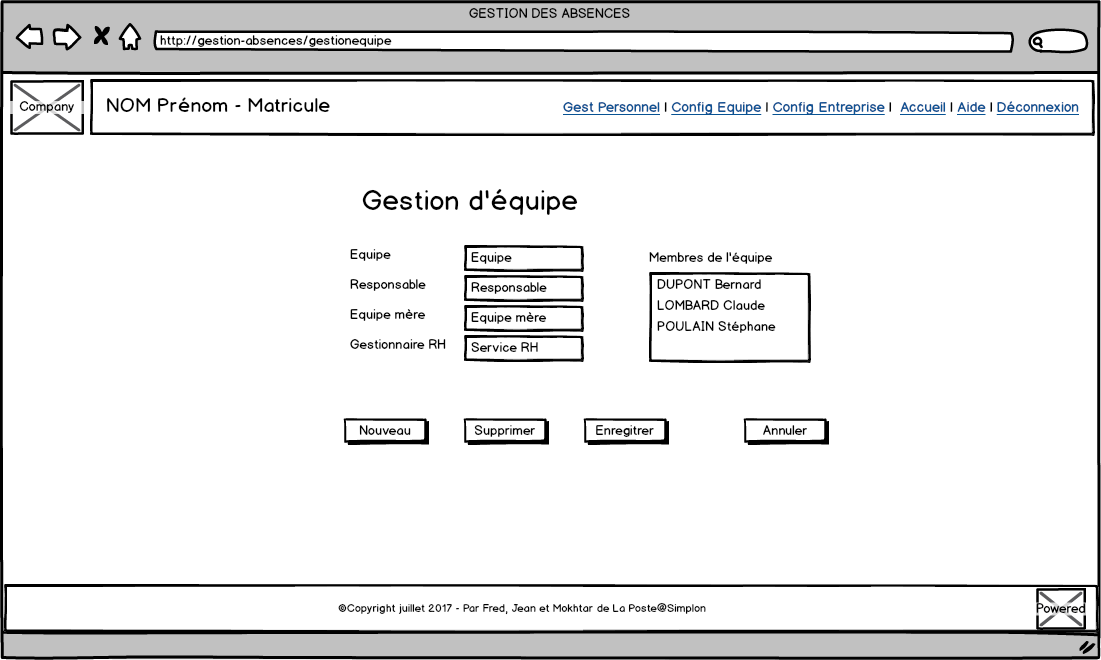 GESTION DES ABSENCES
http://gestion-absences/gestionequipe
Company
NOM Prénom - Matricule
Gest Personnel I Config Equipe I Config Entreprise I Accueil I Aide I Déconnexion
Gestion d'équipe
Equipe
Equipe
Responsable
Responsable
Equipe mère
Equipe mère
Gestionnaire RH
Service RH
Membres de l'équipe
DUPONT Bernard
LOMBARD Claude
POULAIN Stéphane
Nouveau
Supprimer
Enregitrer
Annuler
©Copyright juillet 2017 - Par Fred, Jean et Mokhtar de La Poste@Simplon
Powered